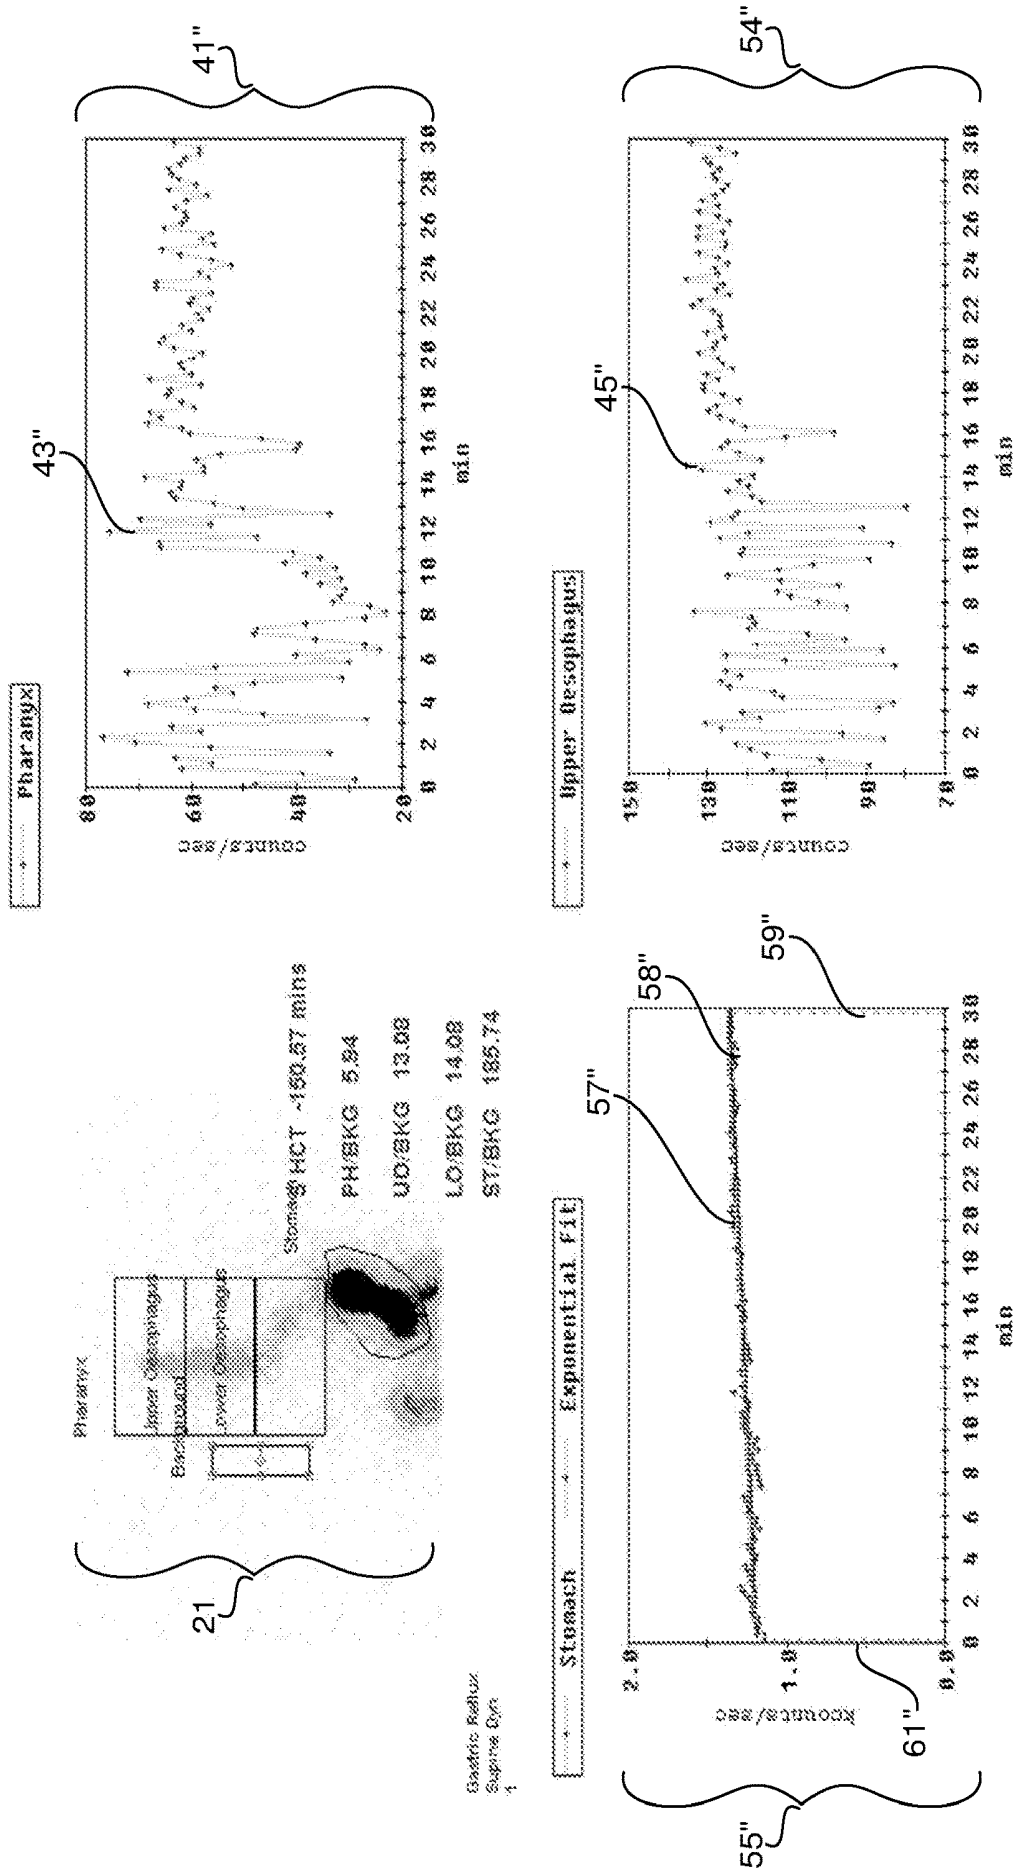 21
Pharanyx
Upper Oesophagus
Background
Lower Oesophagus
Stomach
HCT -150.87 mins
PH/BKG 5.94
UO/BKG 13.08
LO/BKG 14.08
ST/BKG 185.74
Gastric Reflux
Supine Dyn
1
Pharanyx
43"
41"
80
60
40
20
counts/sec
0 2 4 6 8 10 12 14 16 18 20 22 24 26 28 30
min
Stomach Exponential Fit
55"
57"
58"
59"
61"
2.0
1.0
0.0
kcounts/sec
0 2 4 6 8 10 12 14 16 18 20 22 24 26 28 30
min
Upper Oesophagus
45"
54"
150
130
110
90
70
counts/sec
0 2 4 6 8 10 12 14 16 18 20 22 24 26 28 30
min